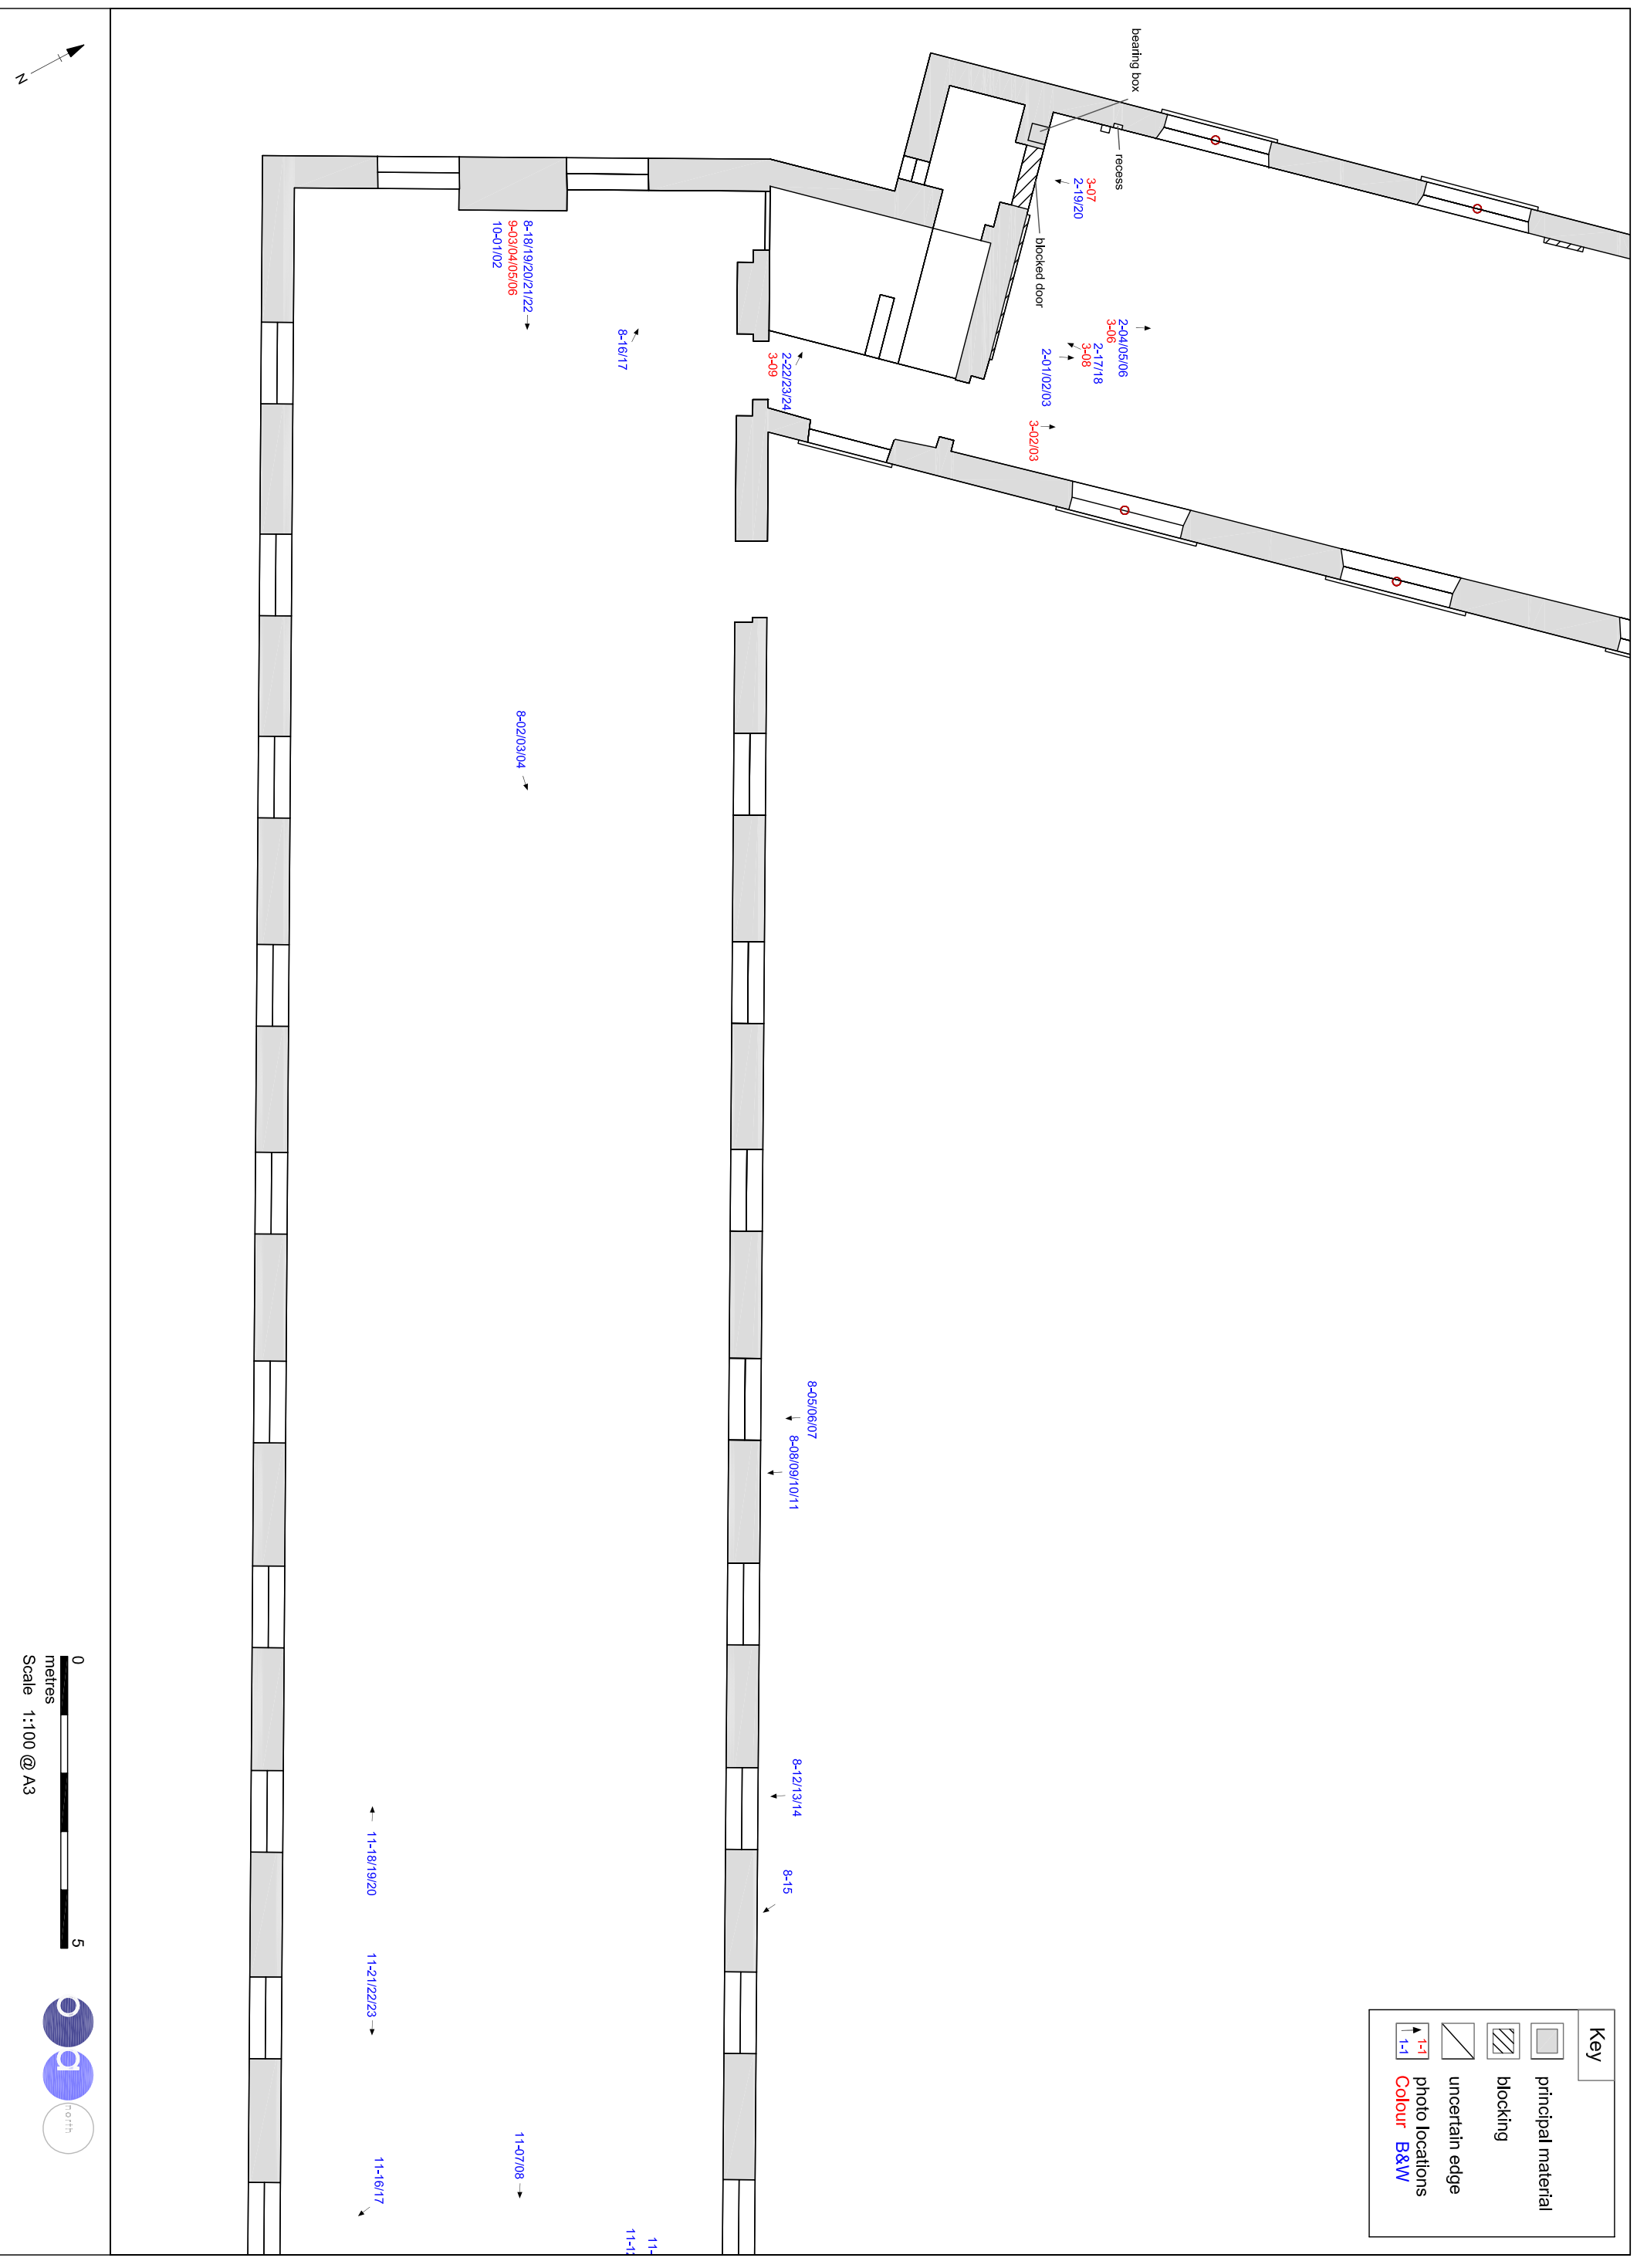 Key
principal material
blocking
uncertain edge
1-1
1-1
photo locations
Colour B&W
bearing box
recess
3-07
2-19/20
blocked door
2-04/05/06
3-06
2-17/18
3-08
2-01/02/03
3-02/03
2-22/23/24
3-09
8-16/17
8-18/19/20/21/22
9-03/04/05/06
10-01/02
8-02/03/04
8-05/06/07
8-08/09/10/11
8-12/13/14
8-15
11-18/19/20
11-21/22/23
11-07/08
11-16/17
11-
N
0
5
metres
Scale 1:100 @ A3
oa
north